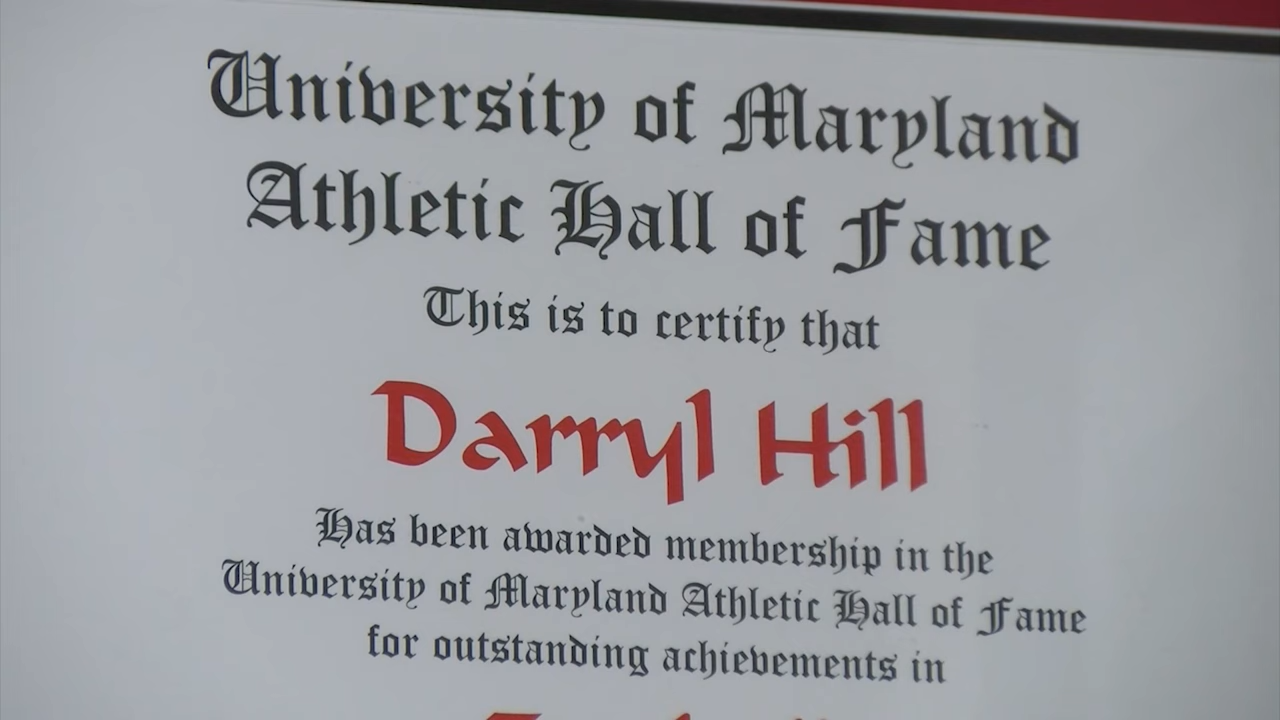 University of Maryland
Athletic Hall of Fame
This is to certify that
Darryl Hill
Has been awarded membership in the
University of Maryland Athletic Hall of Fame
for outstanding achievements in